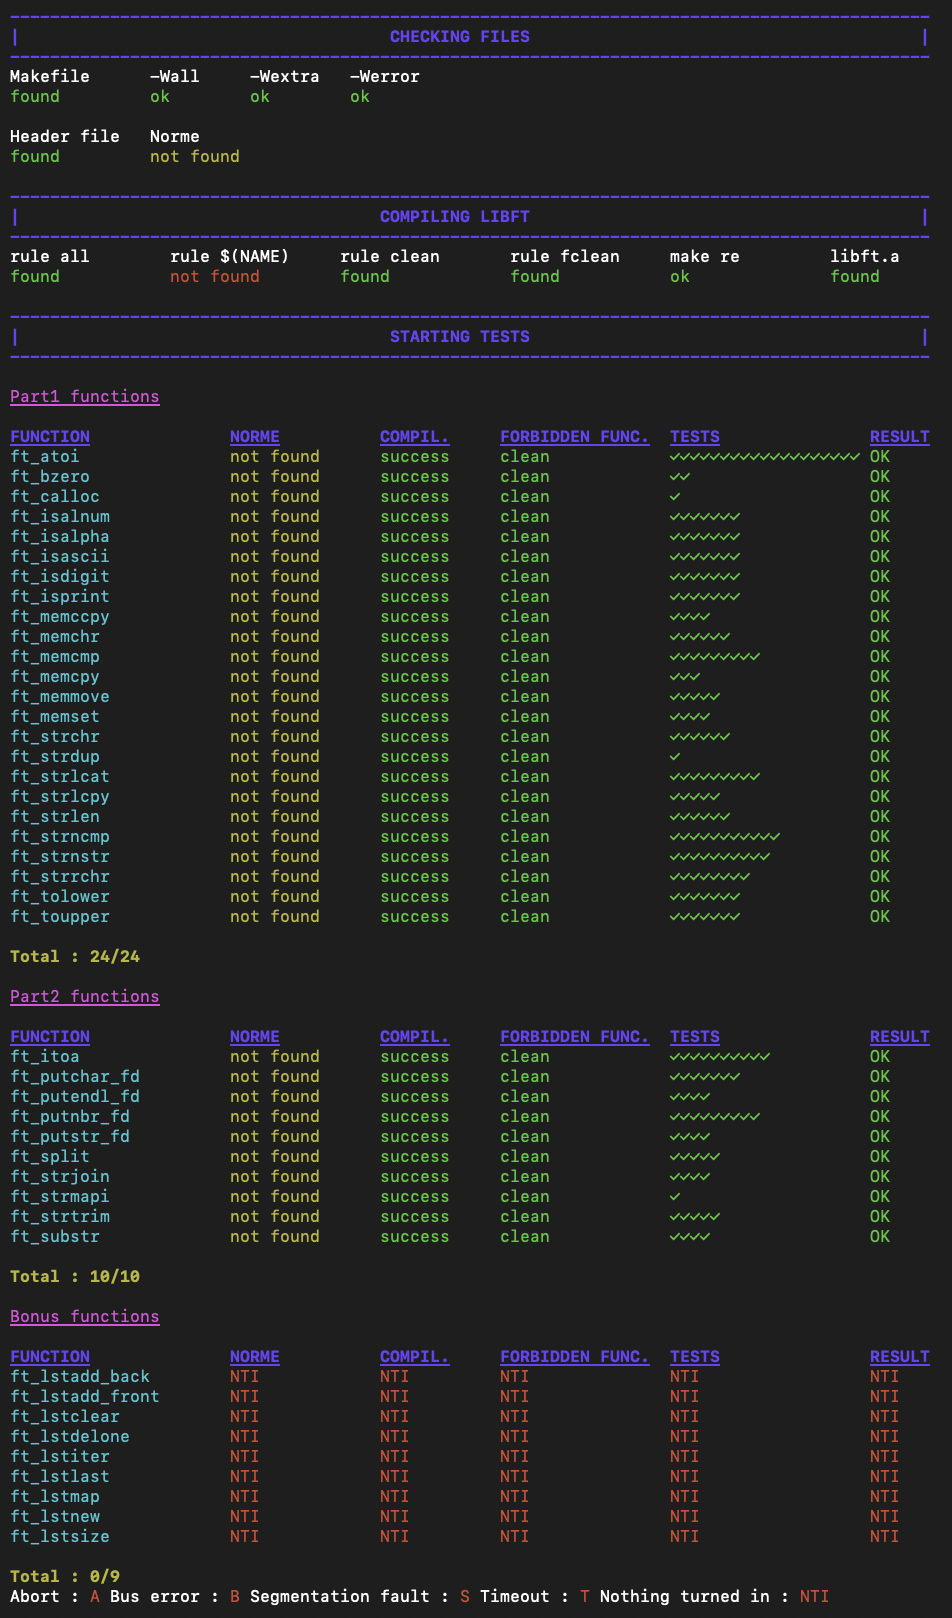 CHECKING FILES
Makefile -Wall -Wextra -Werror
found ok ok ok
Header file Norme
found not found
COMPILING LIBFT
rule all rule $(NAME) rule clean rule fclean make re libft.a
found not found found found ok found
STARTING TESTS
Part1 functions
FUNCTION NORME COMPIL. FORBIDDEN FUNC. TESTS RESULT
ft_atoi not found success clean ✓✓✓✓✓✓✓✓✓✓✓✓✓✓✓✓✓✓✓ OK
ft_bzero not found success clean ✓✓ OK
ft_calloc not found success clean ✓ OK
ft_isalnum not found success clean ✓✓✓✓✓✓✓ OK
ft_isalpha not found success clean ✓✓✓✓✓✓✓ OK
ft_isascii not found success clean ✓✓✓✓✓✓✓ OK
ft_isdigit not found success clean ✓✓✓✓✓✓✓ OK
ft_isprint not found success clean ✓✓✓✓✓✓✓ OK
ft_memccpy not found success clean ✓✓✓✓ OK
ft_memchr not found success clean ✓✓✓✓✓✓ OK
ft_memcmp not found success clean ✓✓✓✓✓✓✓✓✓ OK
ft_memcpy not found success clean ✓✓✓ OK
ft_memmove not found success clean ✓✓✓✓✓ OK
ft_memset not found success clean ✓✓✓✓ OK
ft_strchr not found success clean ✓✓✓✓✓✓ OK
ft_strdup not found success clean ✓ OK
ft_strlcat not found success clean ✓✓✓✓✓✓✓✓✓ OK
ft_strlcpy not found success clean ✓✓✓✓✓ OK
ft_strlen not found success clean ✓✓✓✓✓✓ OK
ft_strncmp not found success clean ✓✓✓✓✓✓✓✓✓✓✓ OK
ft_strnstr not found success clean ✓✓✓✓✓✓✓✓✓✓ OK
ft_strrchr not found success clean ✓✓✓✓✓✓✓✓ OK
ft_tolower not found success clean ✓✓✓✓✓✓✓ OK
ft_toupper not found success clean ✓✓✓✓✓✓✓ OK
Total : 24/24
Part2 functions
FUNCTION NORME COMPIL. FORBIDDEN FUNC. TESTS RESULT
ft_itoa not found success clean ✓✓✓✓✓✓✓✓✓✓ OK
ft_putchar_fd not found success clean ✓✓✓✓✓✓✓ OK
ft_putendl_fd not found success clean ✓✓✓✓ OK
ft_putnbr_fd not found success clean ✓✓✓✓✓✓✓✓✓ OK
ft_putstr_fd not found success clean ✓✓✓✓ OK
ft_split not found success clean ✓✓✓✓✓ OK
ft_strjoin not found success clean ✓✓✓✓ OK
ft_strmapi not found success clean ✓ OK
ft_strtrim not found success clean ✓✓✓✓✓ OK
ft_substr not found success clean ✓✓✓✓ OK
Total : 10/10
Bonus functions
FUNCTION NORME COMPIL. FORBIDDEN FUNC. TESTS RESULT
ft_lstadd_back NTI NTI NTI NTI NTI
ft_lstadd_front NTI NTI NTI NTI NTI
ft_lstclear NTI NTI NTI NTI NTI
ft_lstdelone NTI NTI NTI NTI NTI
ft_lstiter NTI NTI NTI NTI NTI
ft_lstlast NTI NTI NTI NTI NTI
ft_lstmap NTI NTI NTI NTI NTI
ft_lstnew NTI NTI NTI NTI NTI
ft_lstsize NTI NTI NTI NTI NTI
Total : 0/9
Abort : A Bus error : B Segmentation fault : S Timeout : T Nothing turned in : NTI